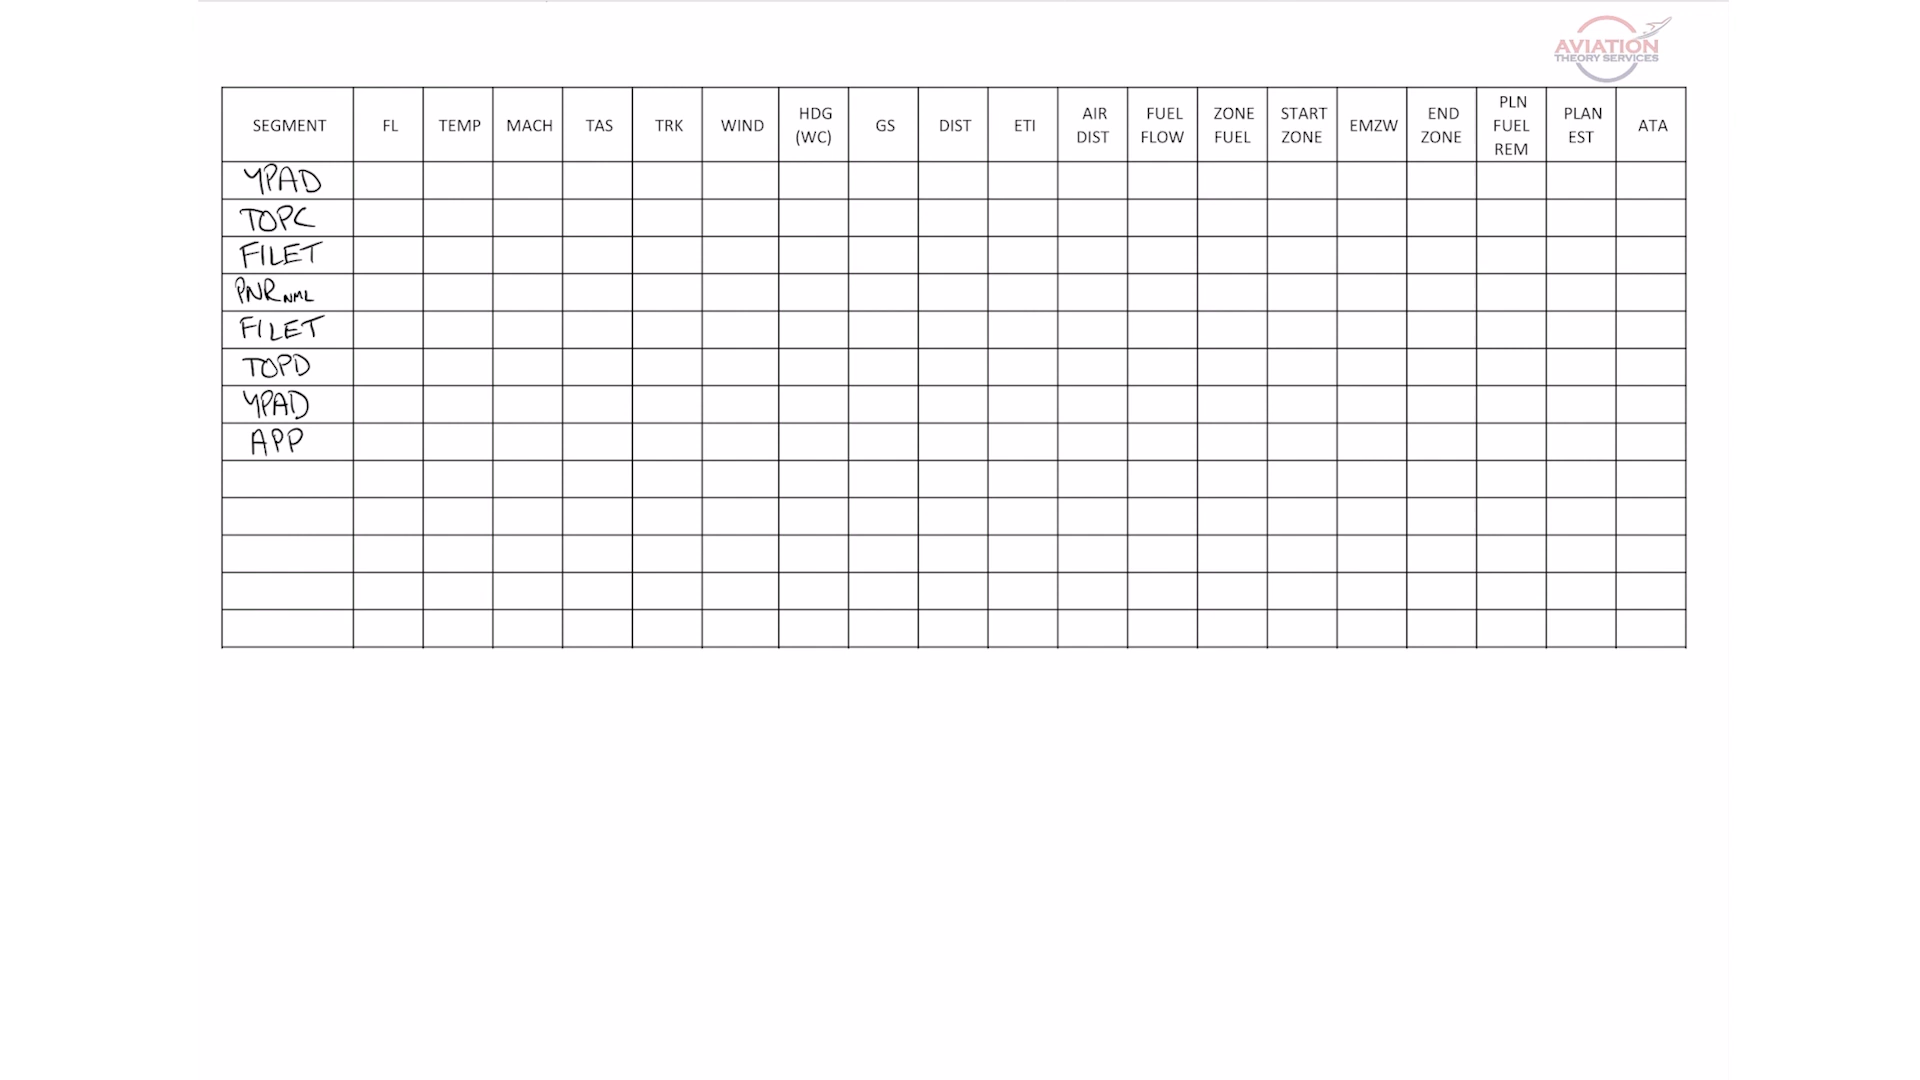 AVIATION
THEORY SERVICES
SEGMENT FL TEMP MACH TAS TRK WIND HDG (WC) GS DIST ETI AIR DIST FUEL FLOW ZONE FUEL START ZONE EMZW END ZONE PLN FUEL REM PLAN EST ATA
YPAD
TOPC
FILET
PNR NML
FILET
TOPD
YPAD
APP